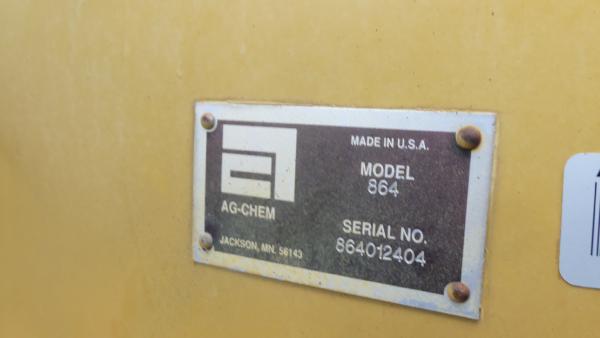 MADE IN U.S.A.
MODEL
864
AG-CHEM
SERIAL NO.
864012404
JACKSON, MN. 56143